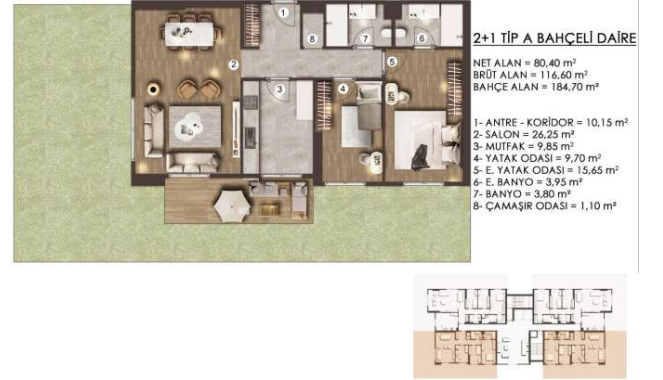 2+1 TİP A BAHÇELİ DAİRE
NET ALAN = 80,40 m²
BRÜT ALAN = 116,60 m²
BAHÇE ALAN = 184,70 m²
1- ANTRE - KORİDOR = 10,15 m²
2- SALON = 26,25 m²
3- MUTFAK = 9,85 m²
4- YATAK ODASI = 9,70 m²
5- E. YATAK ODASI = 15,65 m²
6- E. BANYO = 3,95 m²
7- BANYO = 3,80 m²
8- ÇAMAŞIR ODASI = 1,10 m²
1
8
7
6
2
5
3
4